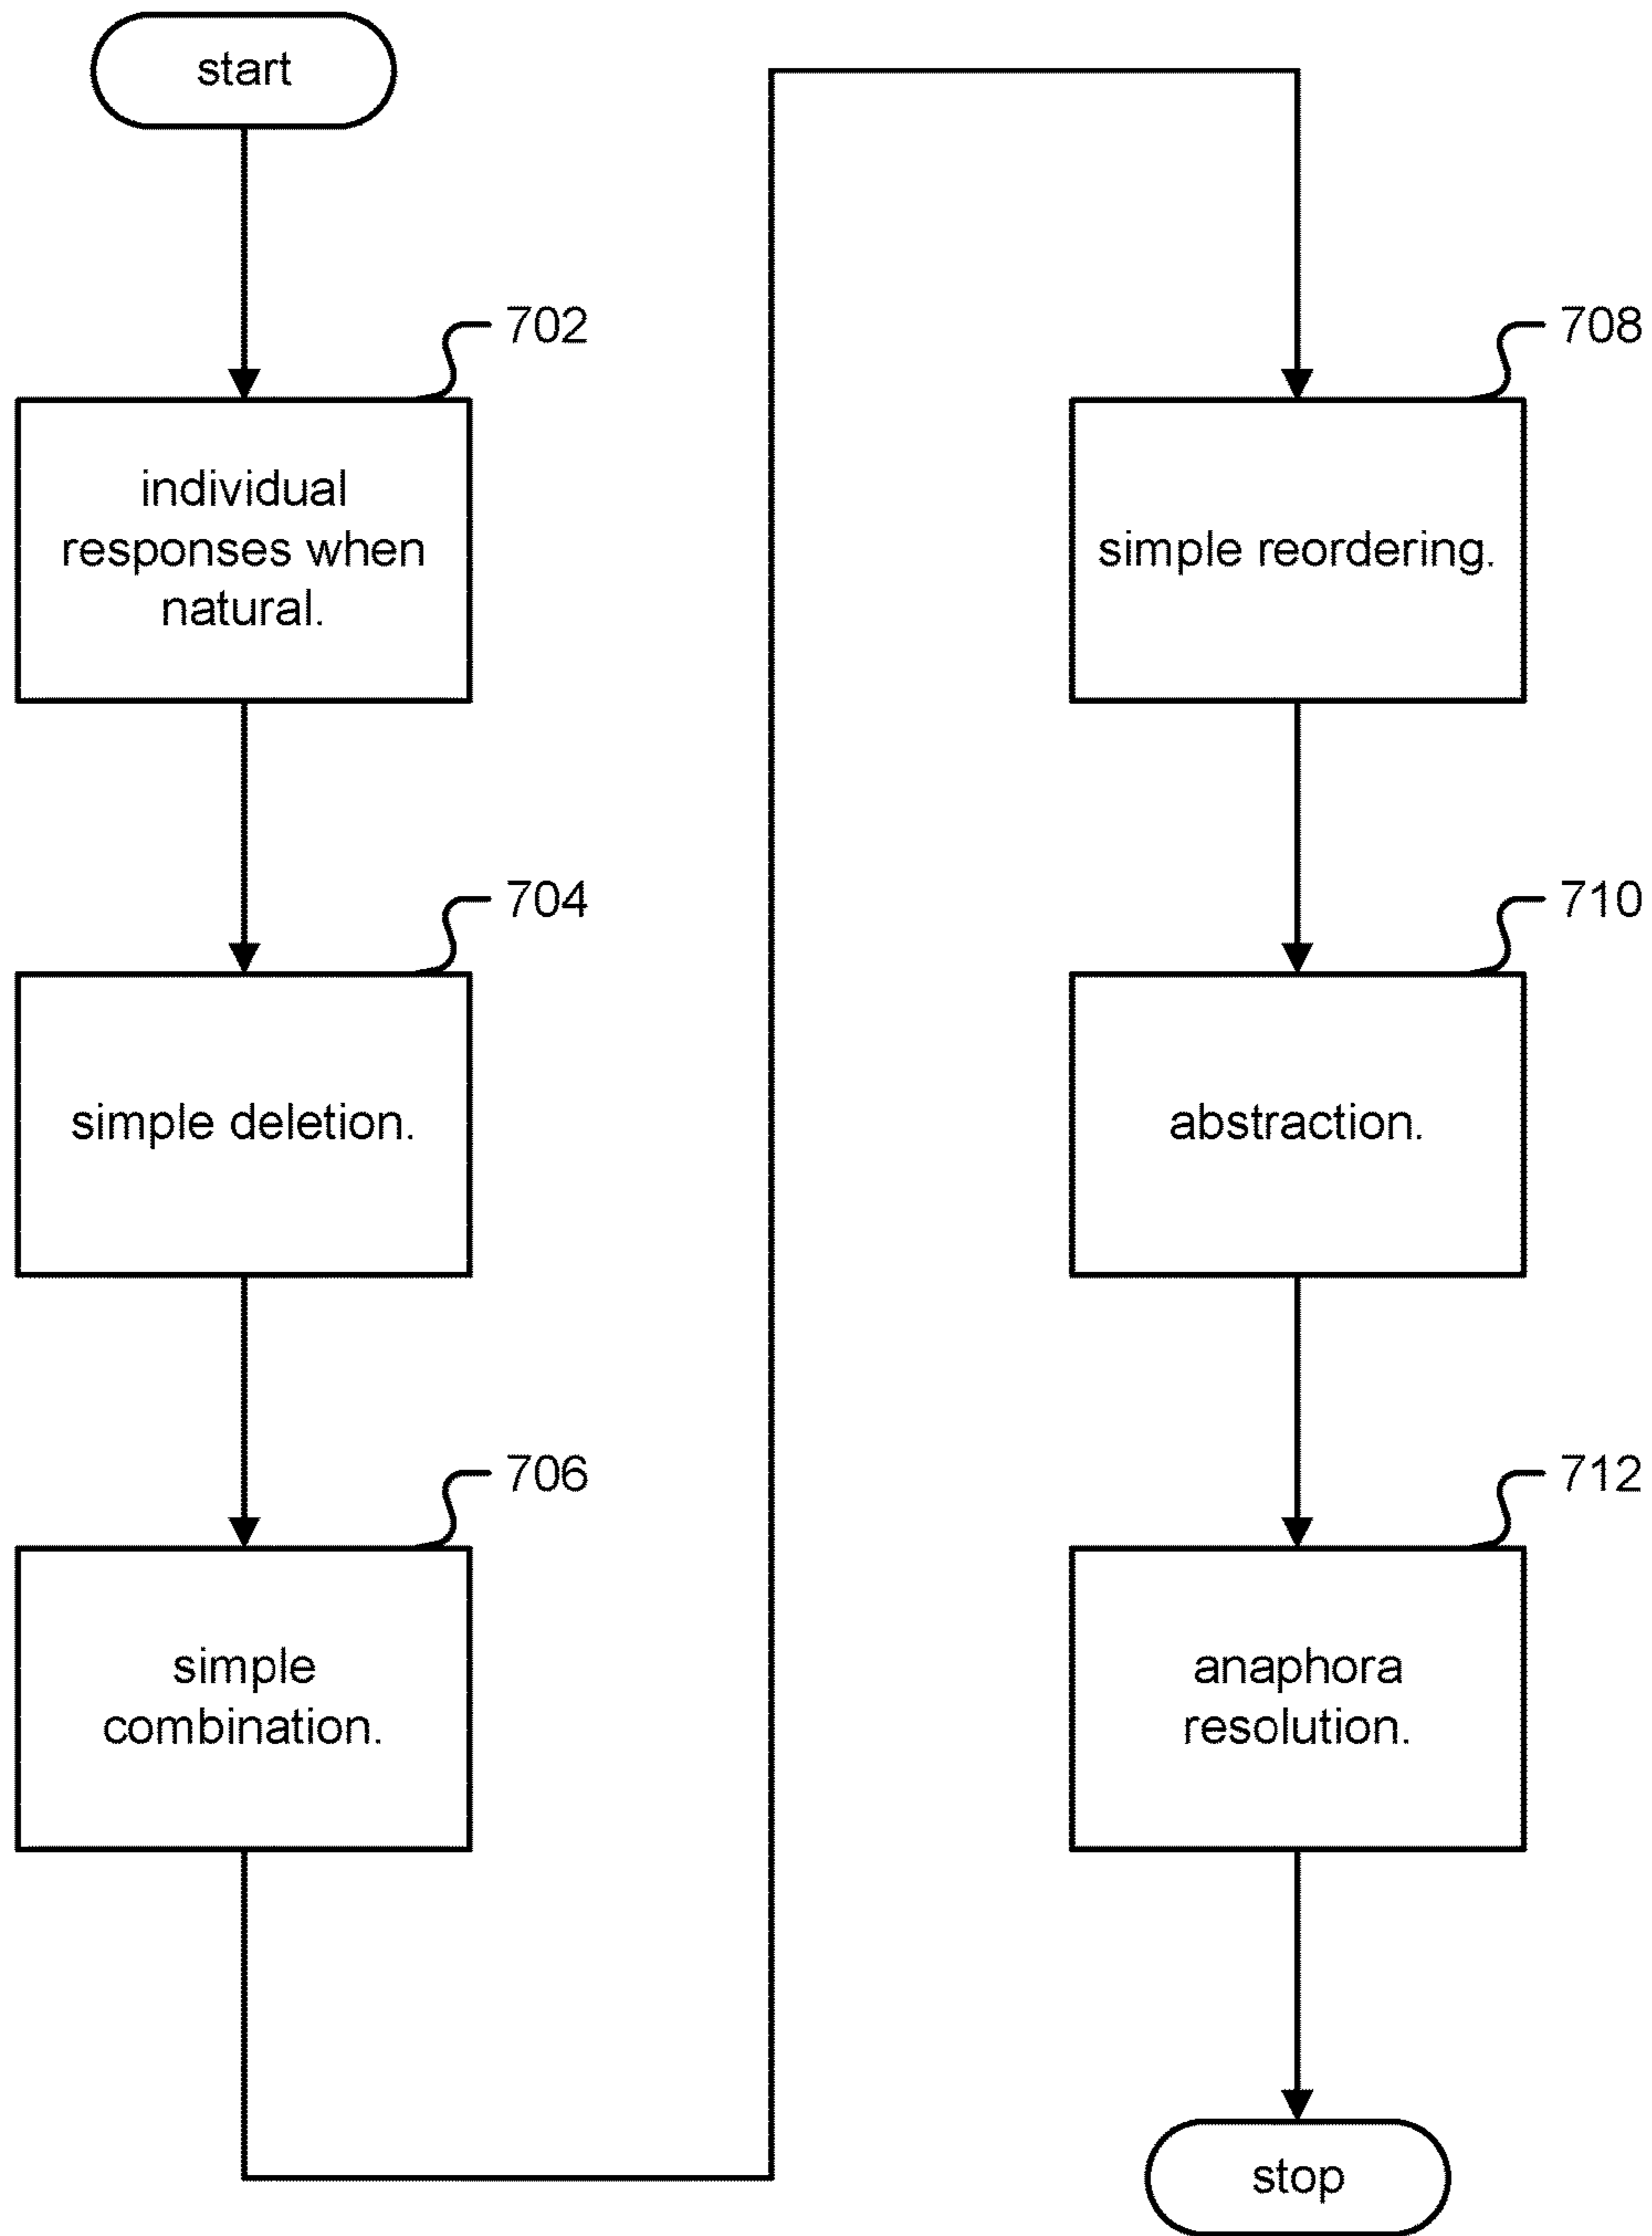 start
702
individual
responses when
natural.
704
simple deletion.
706
simple
combination.
708
simple reordering.
710
abstraction.
712
anaphora
resolution.
stop